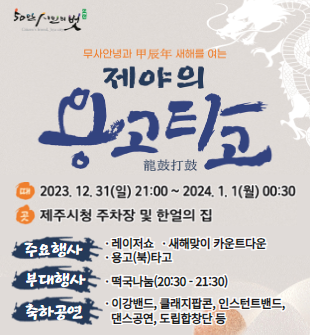 50만 제주시민의 벗
무사안녕과 甲辰年 새해를 여는
제야의
용고타고
龍鼓打鼓
때 2023. 12. 31(일) 21:00 ~ 2024. 1. 1(월) 00:30
곳 제주시청 주차장 및 한얼의 집
주요행사 · 레이저쇼 · 새해맞이 카운트다운
· 용고(북)타고
부대행사 · 떡국나눔(20:30 - 21:30)
축하공연 · 이강밴드, 클래지팝콘, 인스턴트밴드,
댄스공연, 도립합창단 등